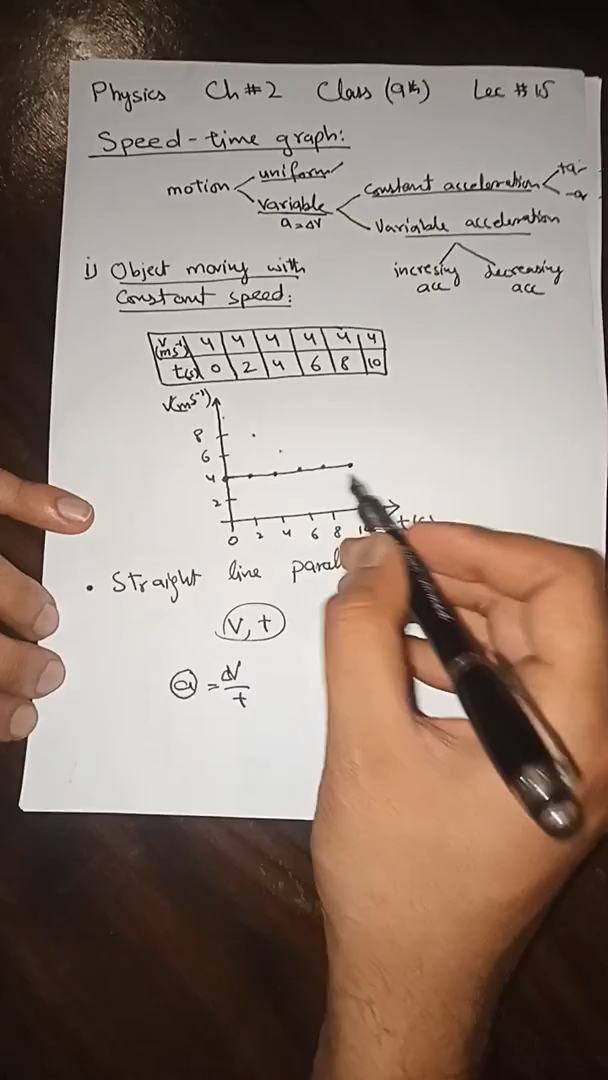 Physics Ch#2 Class (9th) Lec #15
Speed-time graph:
motion
uniform
variable
a=ΔV
Constant acceleration
+a
-a
Variable acceleration
incresing
acc
decreasing
acc
i) Object moving with
Constant speed:
V(ms⁻¹) 4 4 4 4 4 4
t(s) 0 2 4 6 8 10
V(ms⁻¹)
8
6
4
2
0 2 4 6 8
• Straight line
V, t
a = ΔV/t